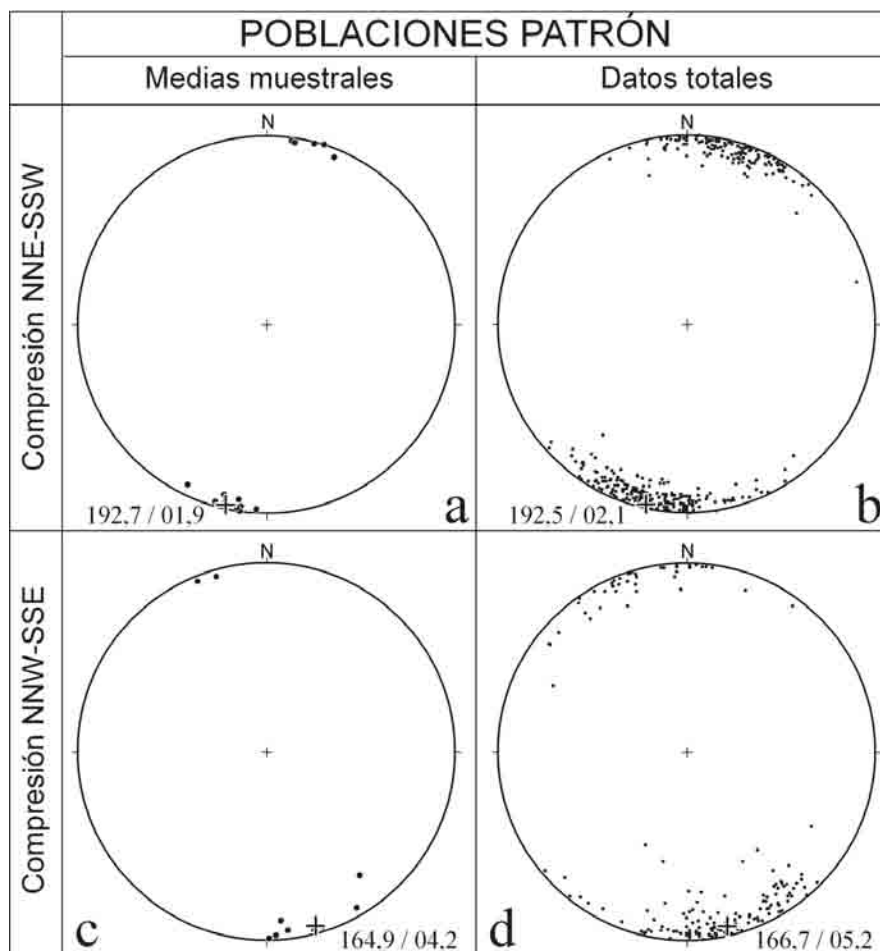 POBLACIONES PATRÓN
Medias muestrales
Datos totales
Compresión NNE-SSW
N
192,7 / 01,9
a
N
192,5 / 02,1
b
Compresión NNW-SSE
N
c
164,9 / 04,2
N
d
166,7 / 05,2